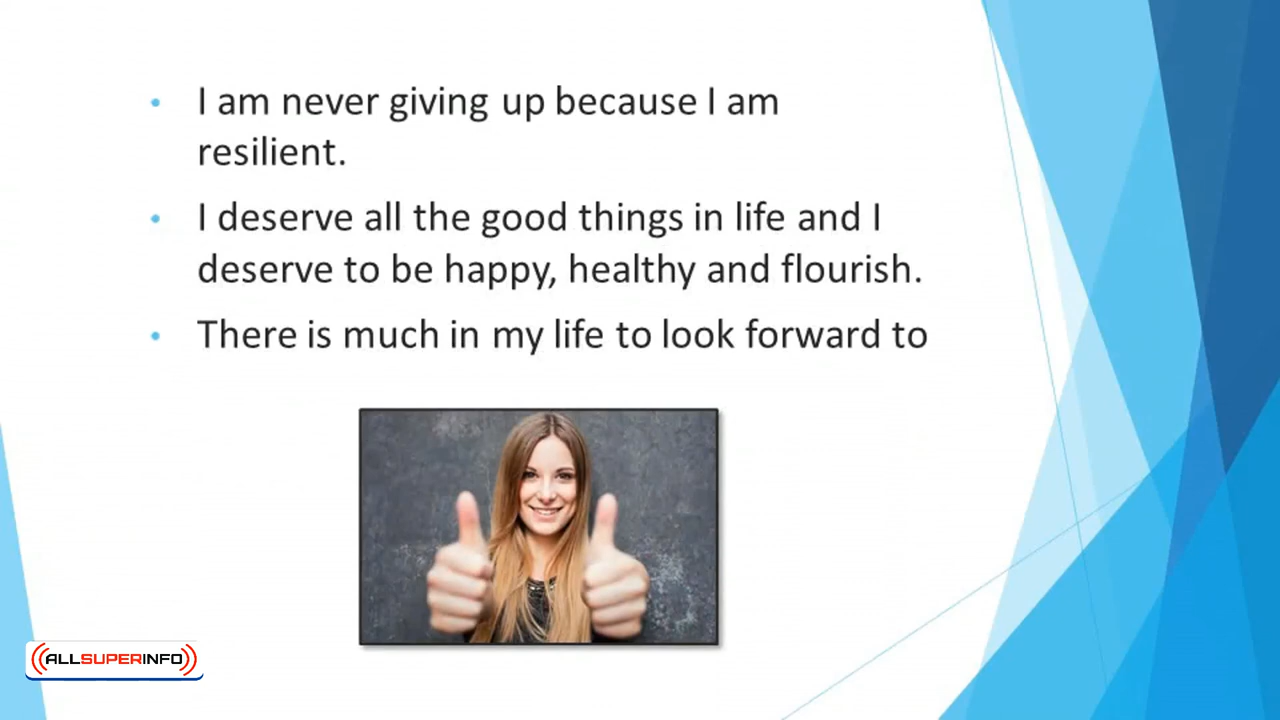 • I am never giving up because I am
resilient.
• I deserve all the good things in life and I
deserve to be happy, healthy and flourish.
• There is much in my life to look forward to
((ALLSUPERINFO))